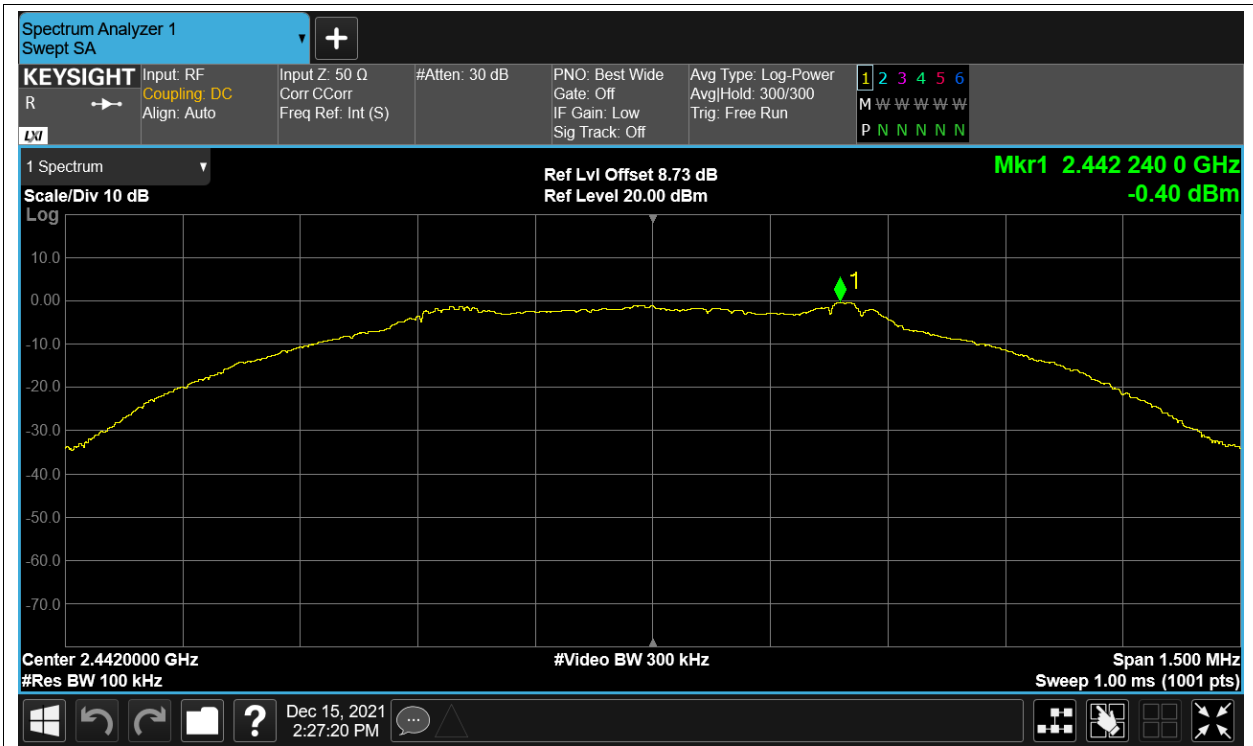 Spectrum Analyzer 1
Swept SA
KEYSIGHT
R
LXI
Input: RF
Coupling: DC
Align: Auto
Input Z: 50 Ω
Corr CCorr
Freq Ref: Int (S)
#Atten: 30 dB
PNO: Best Wide
Gate: Off
IF Gain: Low
Sig Track: Off
Avg Type: Log-Power
Avg|Hold: 300/300
Trig: Free Run
1 2 3 4 5 6
M W W W W W
P N N N N N
1 Spectrum
Scale/Div 10 dB
Log
Ref Lvl Offset 8.73 dB
Ref Level 20.00 dBm
Mkr1 2.442 240 0 GHz
-0.40 dBm
1
10.0
0.00
-10.0
-20.0
-30.0
-40.0
-50.0
-60.0
-70.0
Center 2.4420000 GHz
#Res BW 100 kHz
#Video BW 300 kHz
Span 1.500 MHz
Sweep 1.00 ms (1001 pts)
?
Dec 15, 2021
2:27:20 PM